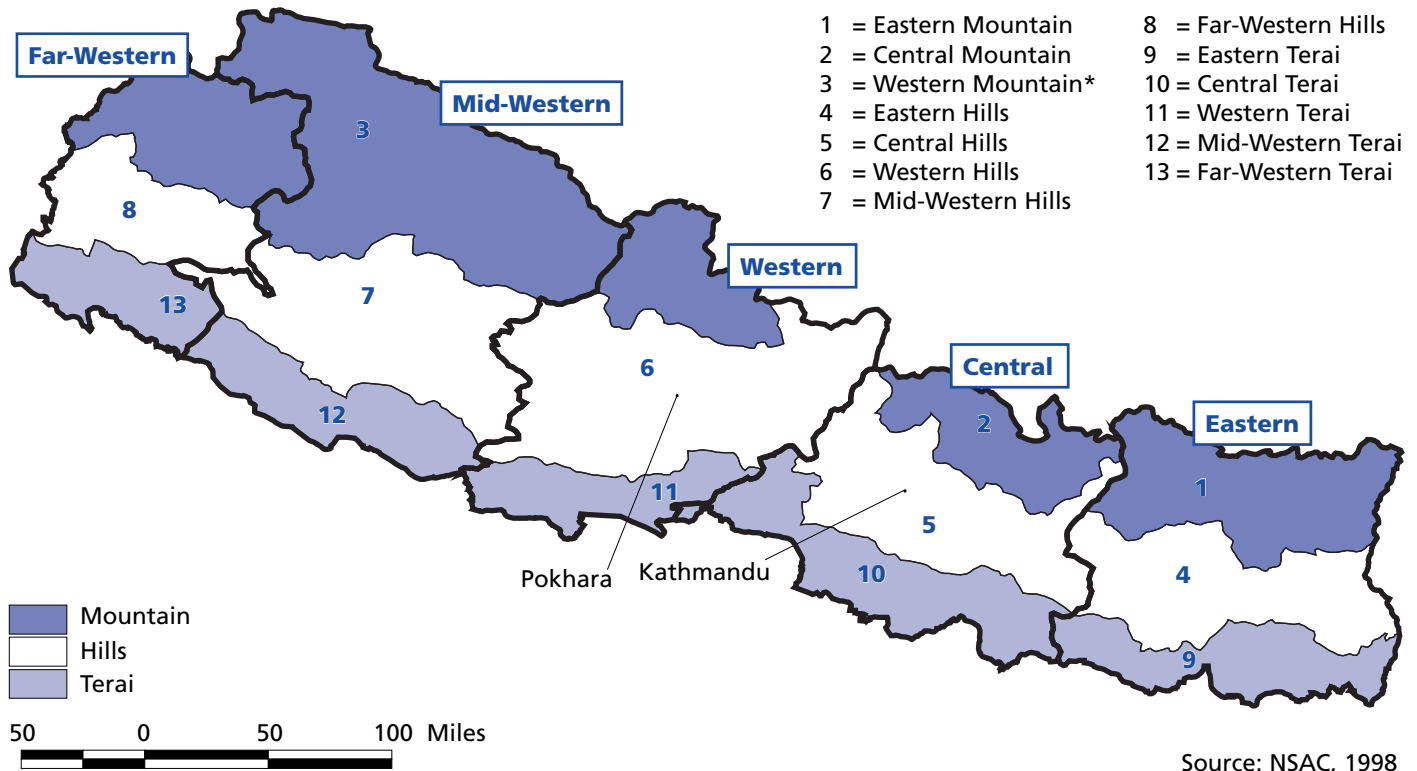 1 = Eastern Mountain
2 = Central Mountain
3 = Western Mountain*
4 = Eastern Hills
5 = Central Hills
6 = Western Hills
7 = Mid-Western Hills
8 = Far-Western Hills
9 = Eastern Terai
10 = Central Terai
11 = Western Terai
12 = Mid-Western Terai
13 = Far-Western Terai
Far-Western
Mid-Western
3
8
Western
13
7
6
Central
12
2
Eastern
11
1
5
Pokhara
Kathmandu
10
4
9
Mountain
Hills
Terai
50 0 50 100 Miles
Source: NSAC, 1998